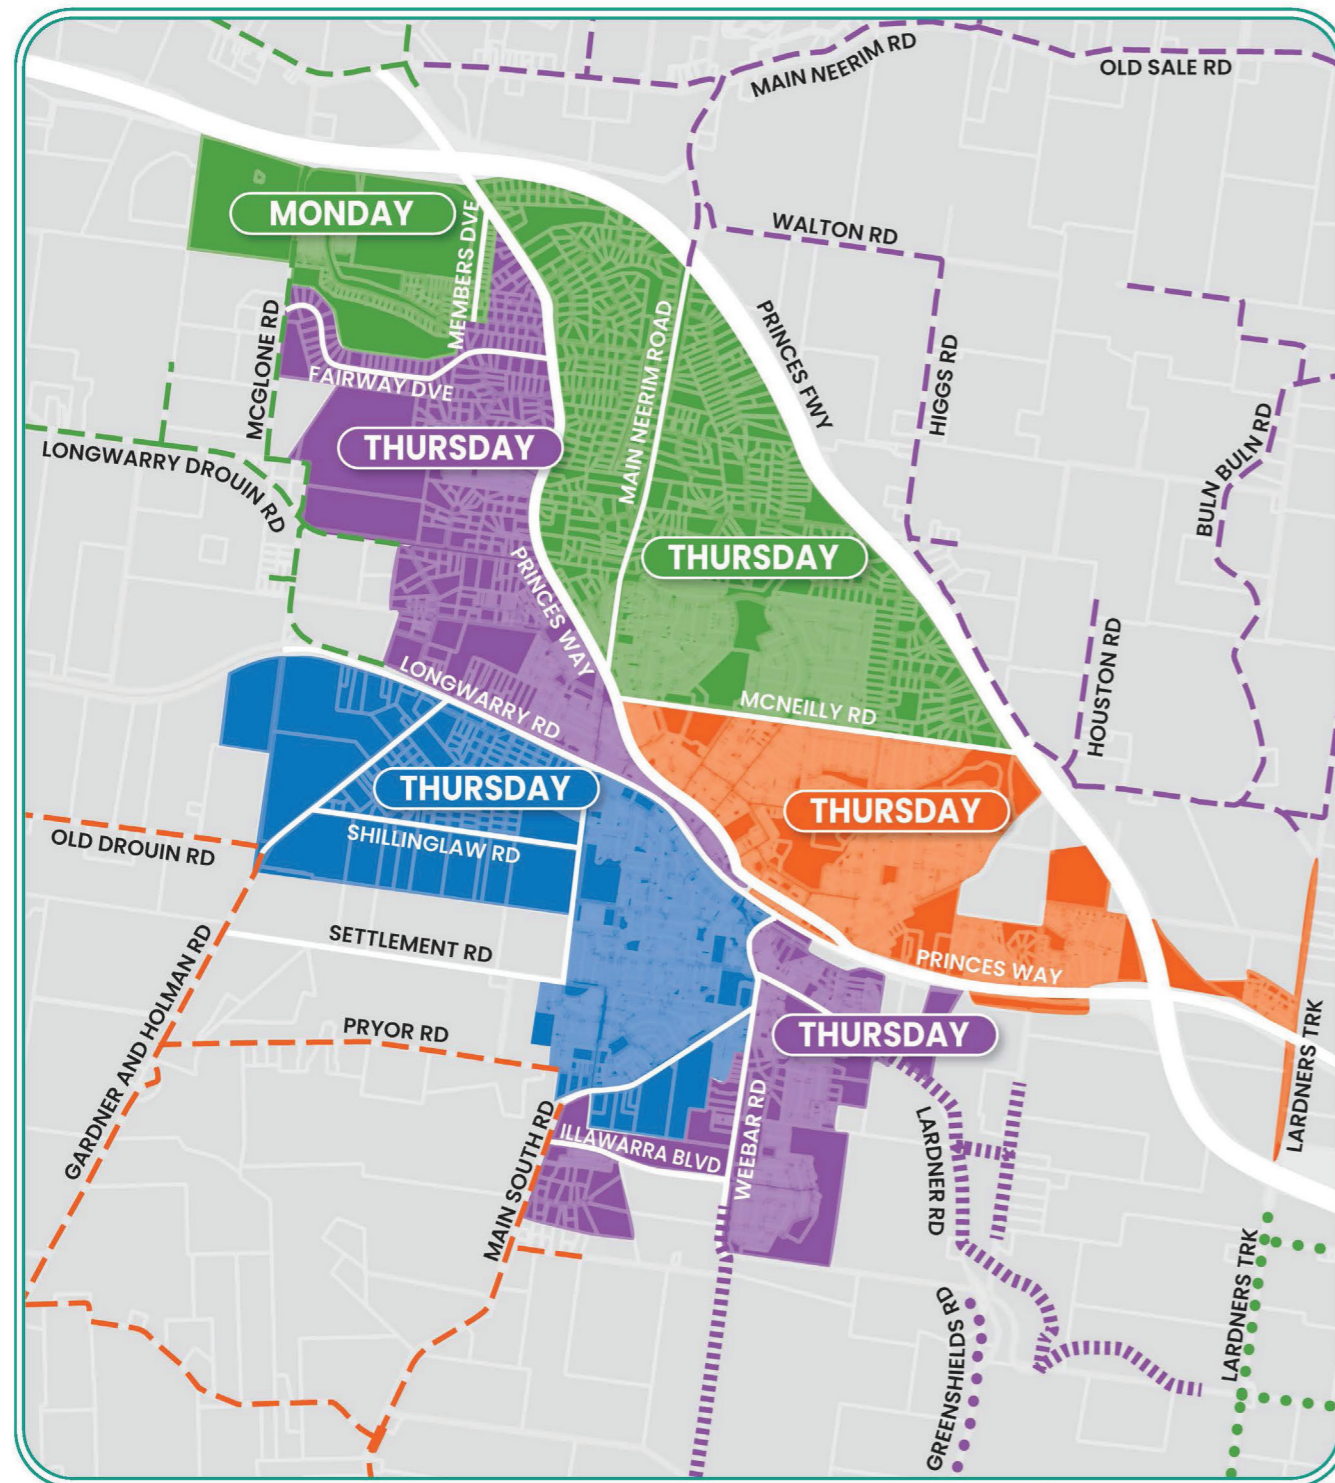 MAIN NEERIM RD
OLD SALE RD
MONDAY
MEMBERS DVE
WALTON RD
MCGLONE RD
FAIRWAY DVE
MAIN NEERIM ROAD
PRINCES FWY
HIGGS RD
BULN BULN RD
THURSDAY
LONGWARRY DROUIN RD
THURSDAY
PRINCES WAY
HOUSTON RD
LONGWARRY RD
MCNEILLY RD
THURSDAY
THURSDAY
OLD DROUIN RD
SHILLINGLAW RD
SETTLEMENT RD
PRINCES WAY
GARDNER AND HOLMAN RD
PRYOR RD
THURSDAY
LARDNERS TRK
MAIN SOUTH RD
ILLAWARRA BLVD
WEEBAR RD
LARDNER RD
LARDNERS TRK
GREENSHIELDS RD